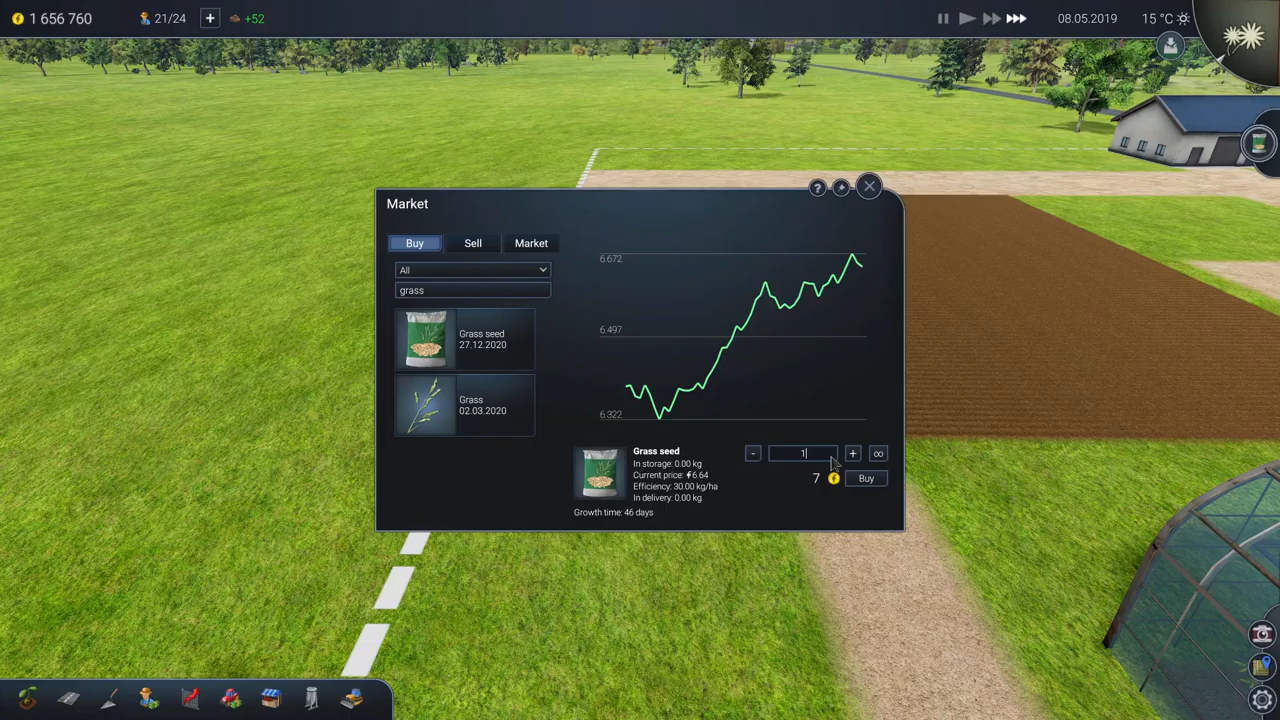 1 656 760
21/24
+
+52
08.05.2019
15 °C
Market
?
Buy
Sell
Market
All
grass
Grass seed
27.12.2020
Grass
02.03.2020
6.672
6.497
6.322
Grass seed
In storage: 0.00 kg
Current price: 6.64
Efficiency: 30.00 kg/ha
In delivery: 0.00 kg
Growth time: 46 days
-
1
+
∞
7
Buy